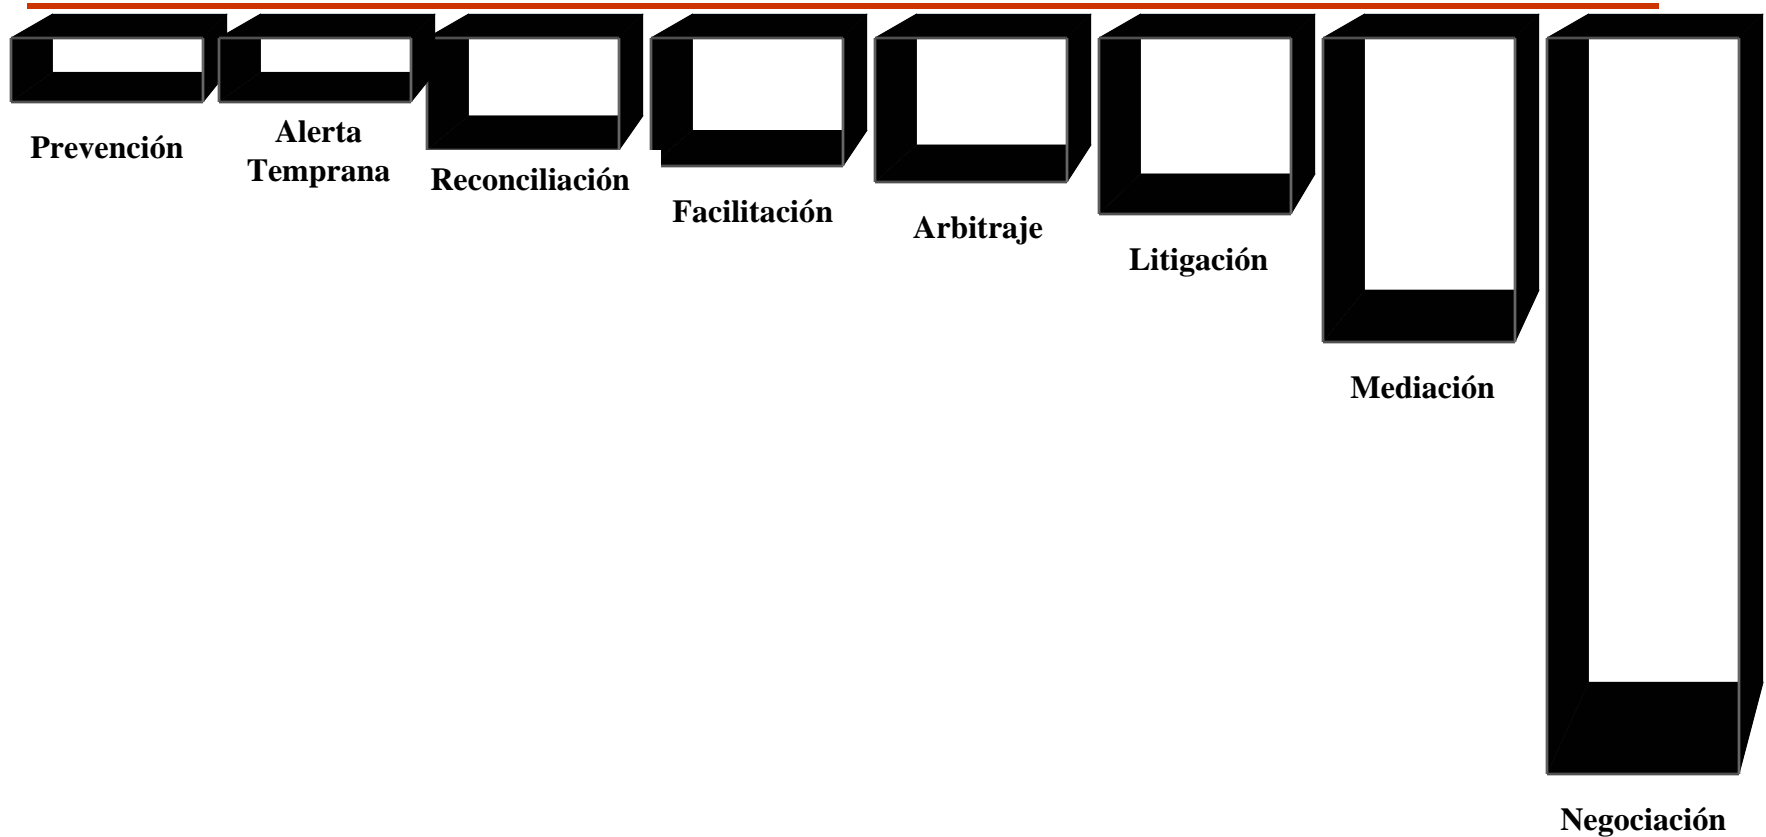 Prevención
Alerta
Temprana
Reconciliación
Facilitación
Arbitraje
Litigación
Mediación
Negociación